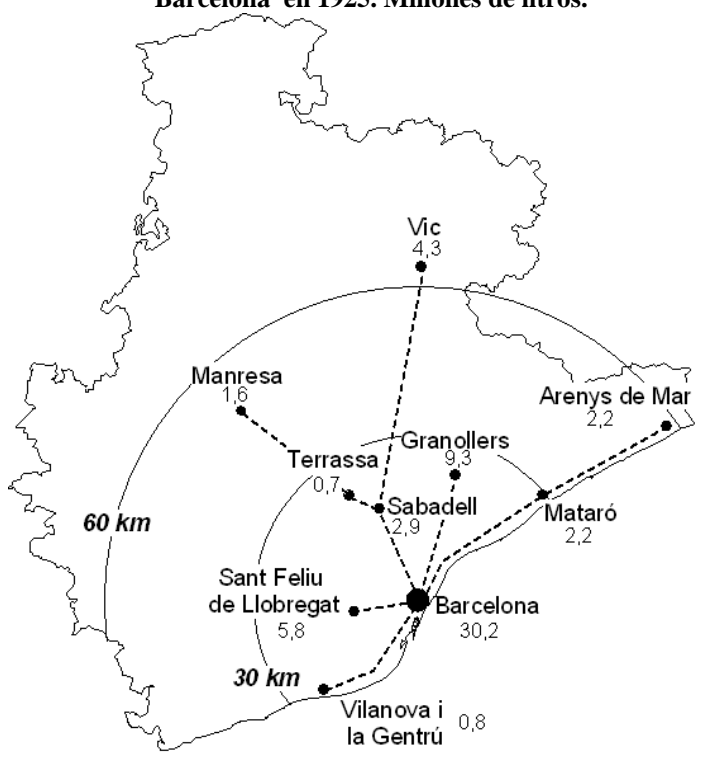 Barcelona en 1925. Millones de litros.
Vic
4,3
Manresa
1,6
Arenys de Mar
2,2
Granollers
9,3
Terrassa
0,7
Sabadell
2,9
60 km
Mataró
2,2
Sant Feliu
de Llobregat
5,8
Barcelona
30,2
30 km
Vilanova i
la Gentrú
0,8